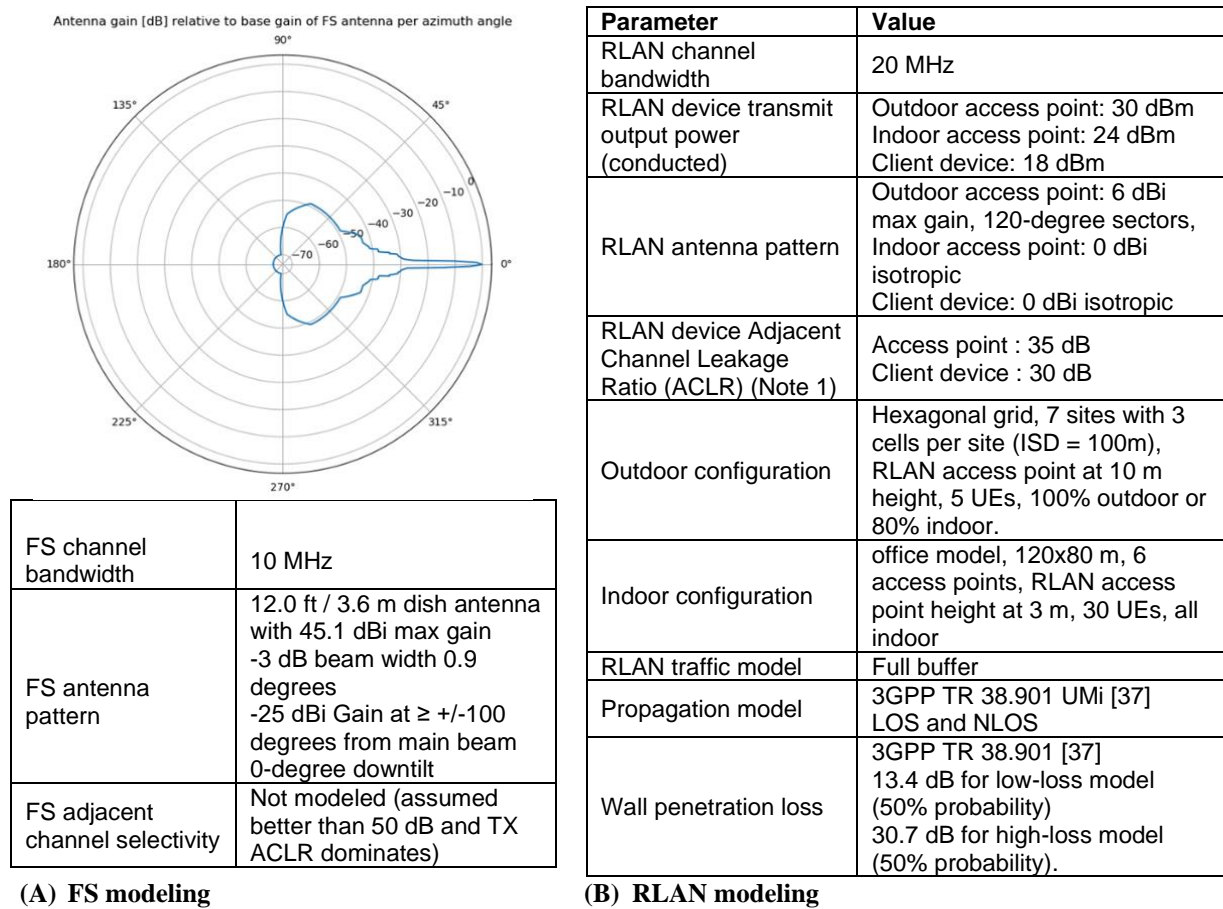 Antenna gain [dB] relative to base gain of FS antenna per azimuth angle
90°
135°
45°
0
−10
−20
−30
−40
−50
−60
−70
180°
0°
225°
315°
270°
FS channel
bandwidth
10 MHz
FS antenna
pattern
12.0 ft / 3.6 m dish antenna
with 45.1 dBi max gain
-3 dB beam width 0.9
degrees
-25 dBi Gain at ≥ +/-100
degrees from main beam
0-degree downtilt
FS adjacent
channel selectivity
Not modeled (assumed
better than 50 dB and TX
ACLR dominates)
(A) FS modeling
Parameter
Value
RLAN channel
bandwidth
20 MHz
RLAN device transmit
output power
(conducted)
Outdoor access point: 30 dBm
Indoor access point: 24 dBm
Client device: 18 dBm
RLAN antenna pattern
Outdoor access point: 6 dBi
max gain, 120-degree sectors,
Indoor access point: 0 dBi
isotropic
Client device: 0 dBi isotropic
RLAN device Adjacent
Channel Leakage
Ratio (ACLR) (Note 1)
Access point : 35 dB
Client device : 30 dB
Outdoor configuration
Hexagonal grid, 7 sites with 3
cells per site (ISD = 100m),
RLAN access point at 10 m
height, 5 UEs, 100% outdoor or
80% indoor.
Indoor configuration
office model, 120x80 m, 6
access points, RLAN access
point height at 3 m, 30 UEs, all
indoor
RLAN traffic model
Full buffer
Propagation model
3GPP TR 38.901 UMi [37]
LOS and NLOS
Wall penetration loss
3GPP TR 38.901 [37]
13.4 dB for low-loss model
(50% probability)
30.7 dB for high-loss model
(50% probability).
(B) RLAN modeling